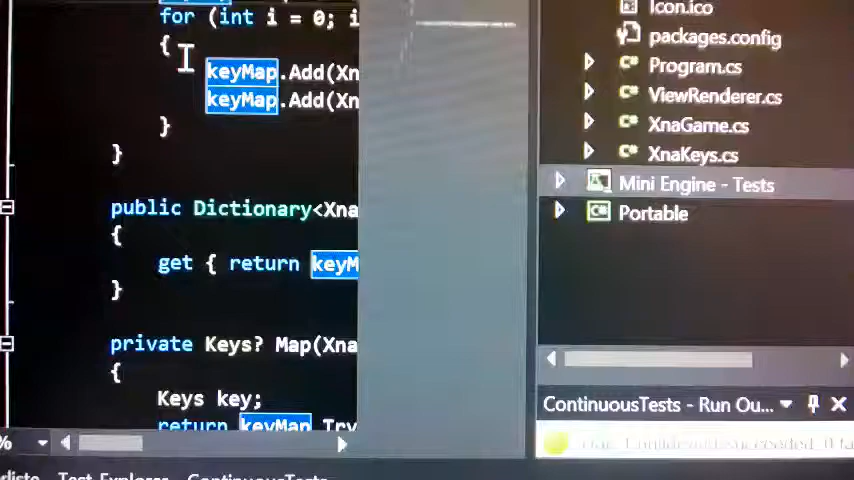 for (int i = 0; i
{
keyMap.Add(Xn
keyMap.Add(Xn
}
}
public Dictionary<Xna
{
get { return keyM
}
private Keys? Map(Xna
{
Keys key;
return keyMap.Try
%
Test Explorer
ContinuousTests
Icon.ico
packages.config
C# Program.cs
C# ViewRenderer.cs
C# XnaGame.cs
C# XnaKeys.cs
Mini Engine - Tests
C# Portable
ContinuousTests - Run Ou...
succeeded